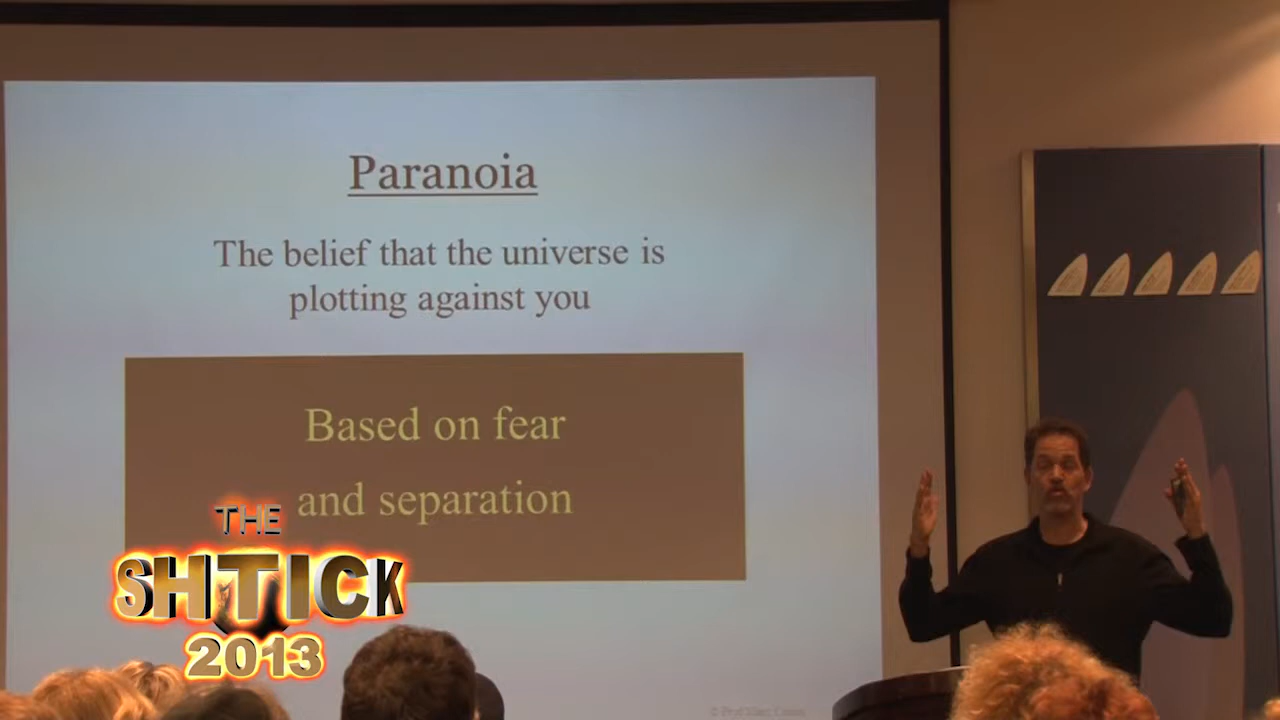 Paranoia
The belief that the universe is
plotting against you
Based on fear
and separation
THE
SHTICK
2013